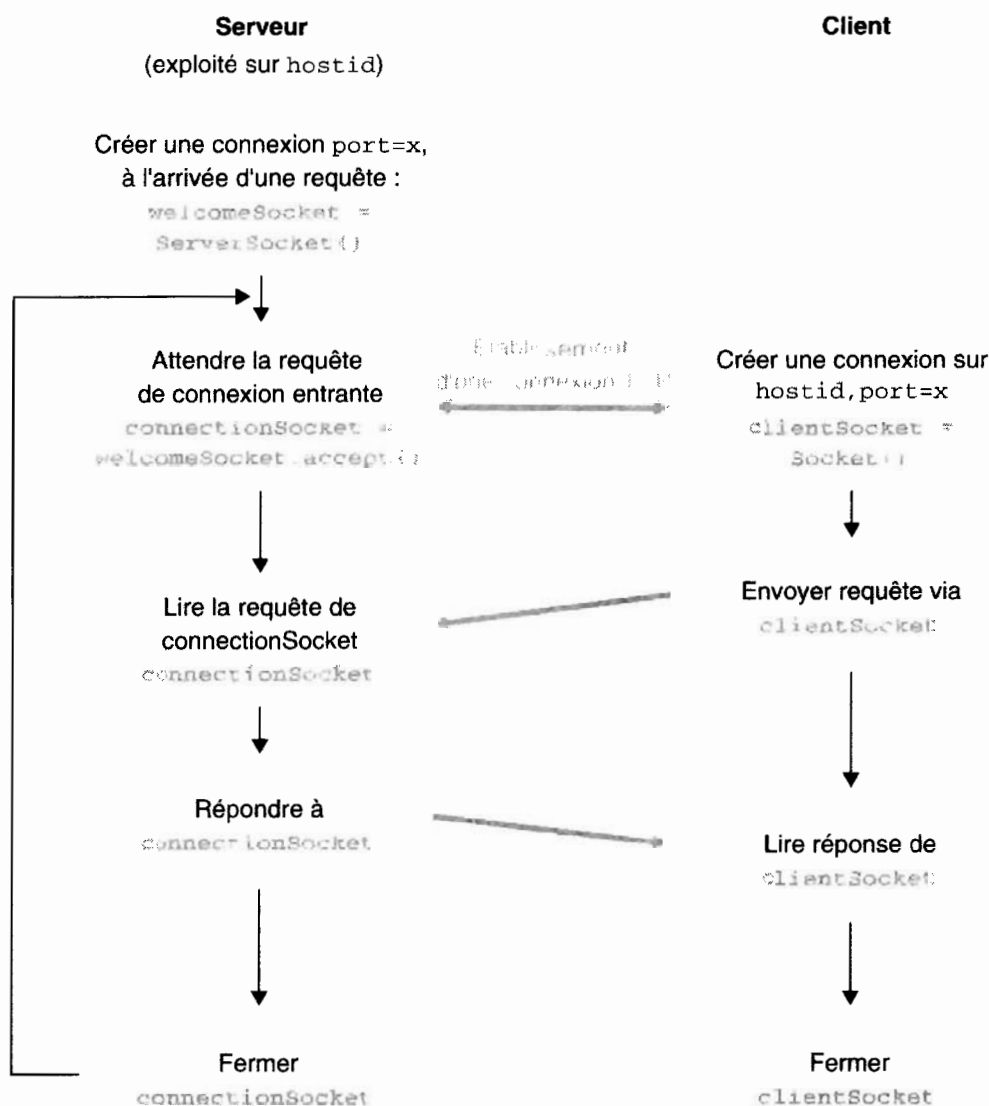 Serveur
(exploité sur hostid)
Créer une connexion port=x,
à l'arrivée d'une requête :
welcomeSocket =
ServerSocket()
Attendre la requête
de connexion entrante
connectionSocket =
welcomeSocket.accept()
Lire la requête de
connectionSocket
connectionSocket
Répondre à
connectionSocket
Fermer
connectionSocket
d'une connexion
Client
Créer une connexion sur
hostid,port=x
clientSocket =
Socket()
Envoyer requête via
clientSocket
Lire réponse de
clientSocket
Fermer
clientSocket